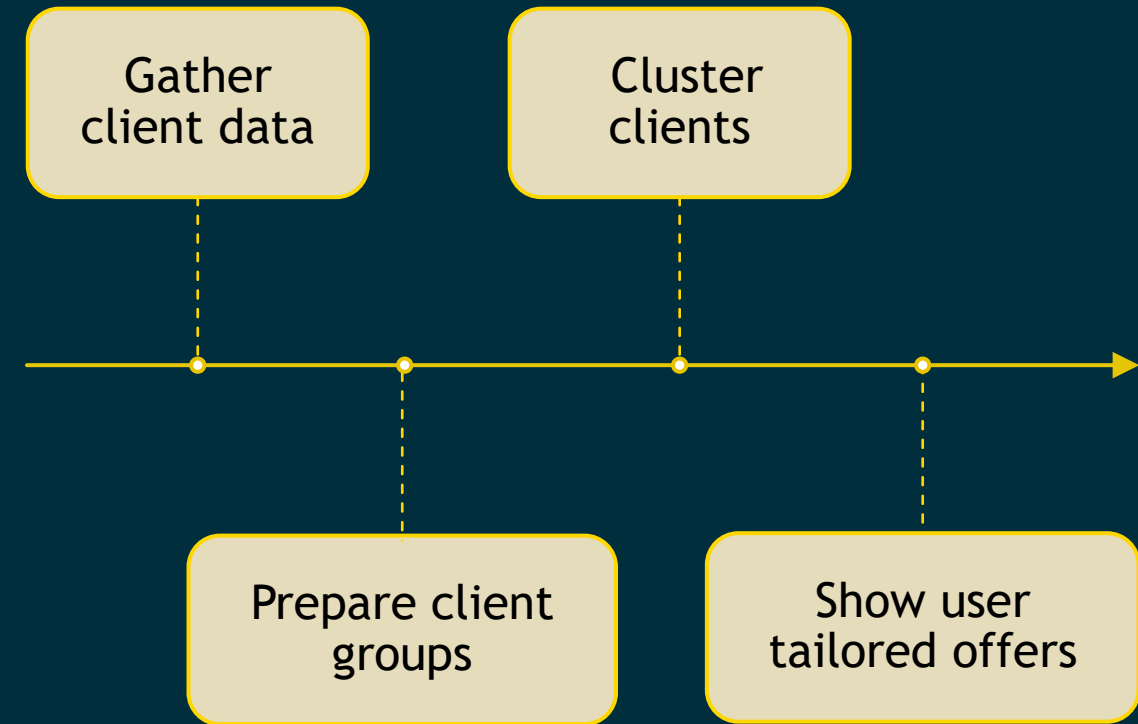 Gather
client data
Cluster
clients
Prepare client
groups
Show user
tailored offers